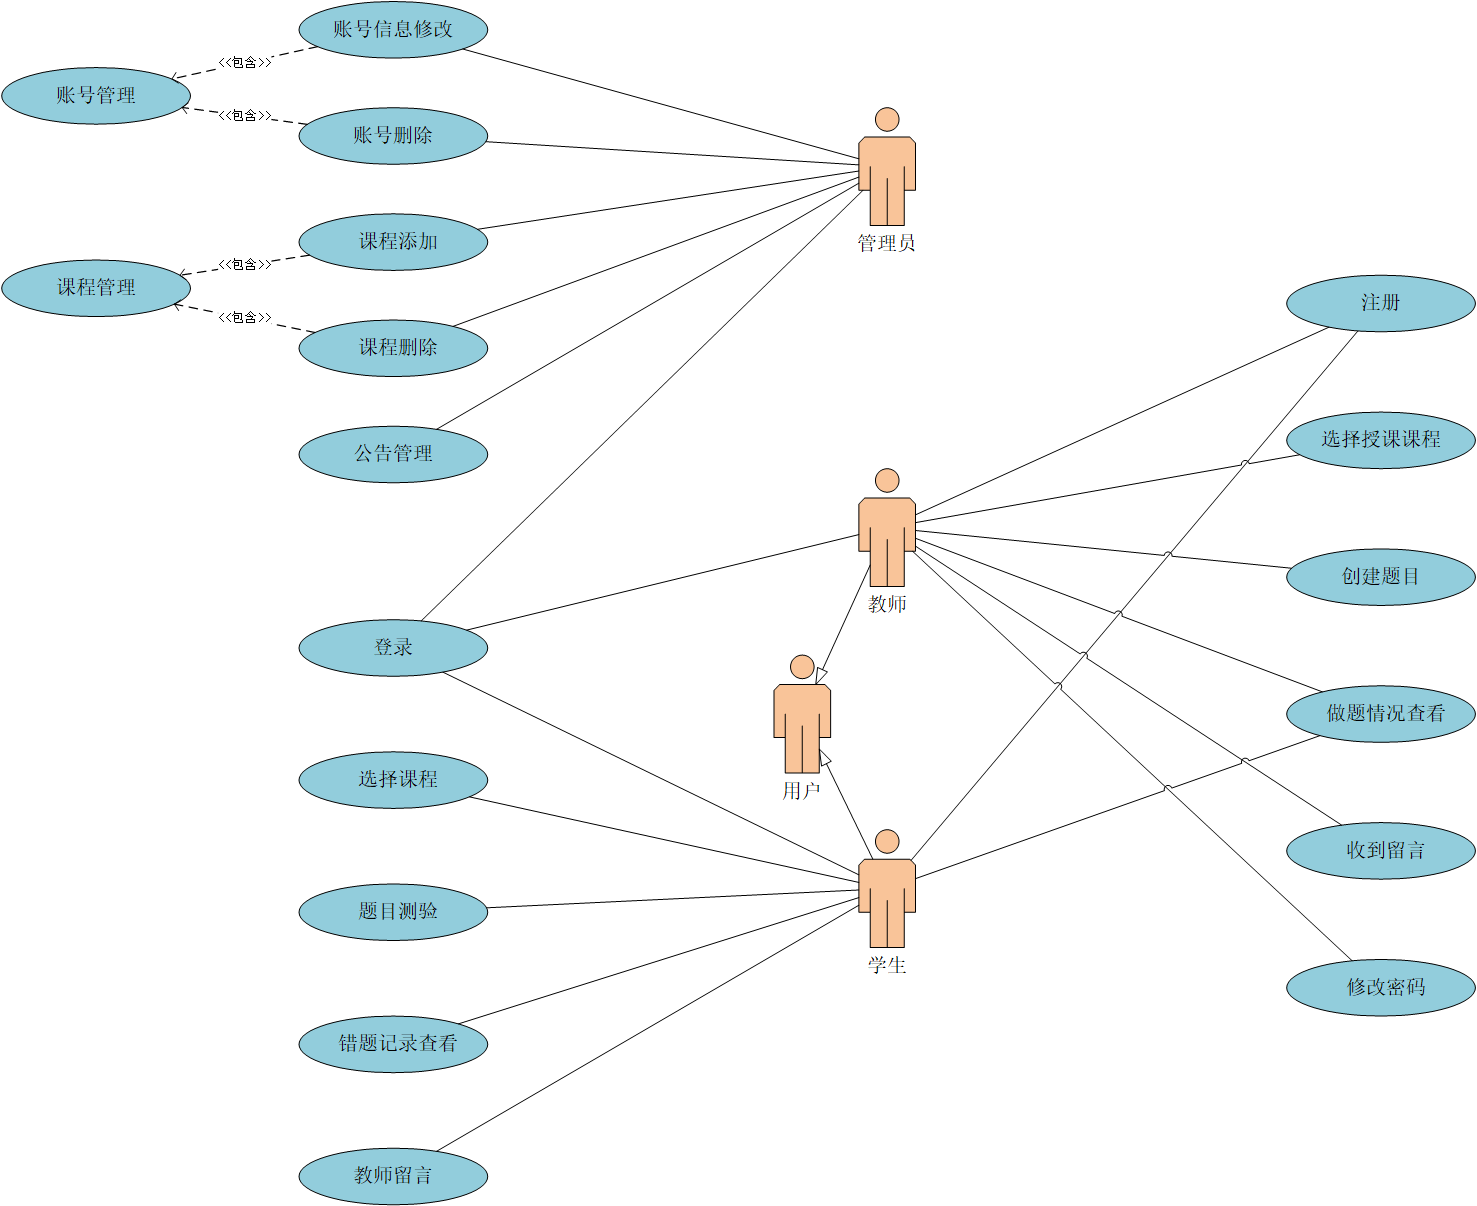 账号信息修改
<<包含>>
账号管理
<<包含>>
账号删除
管理员
课程添加
<<包含>>
课程管理
<<包含>>
课程删除
注册
公告管理
选择授课课程
创建题目
教师
登录
做题情况查看
选择课程
用户
收到留言
题目测验
学生
修改密码
错题记录查看
教师留言